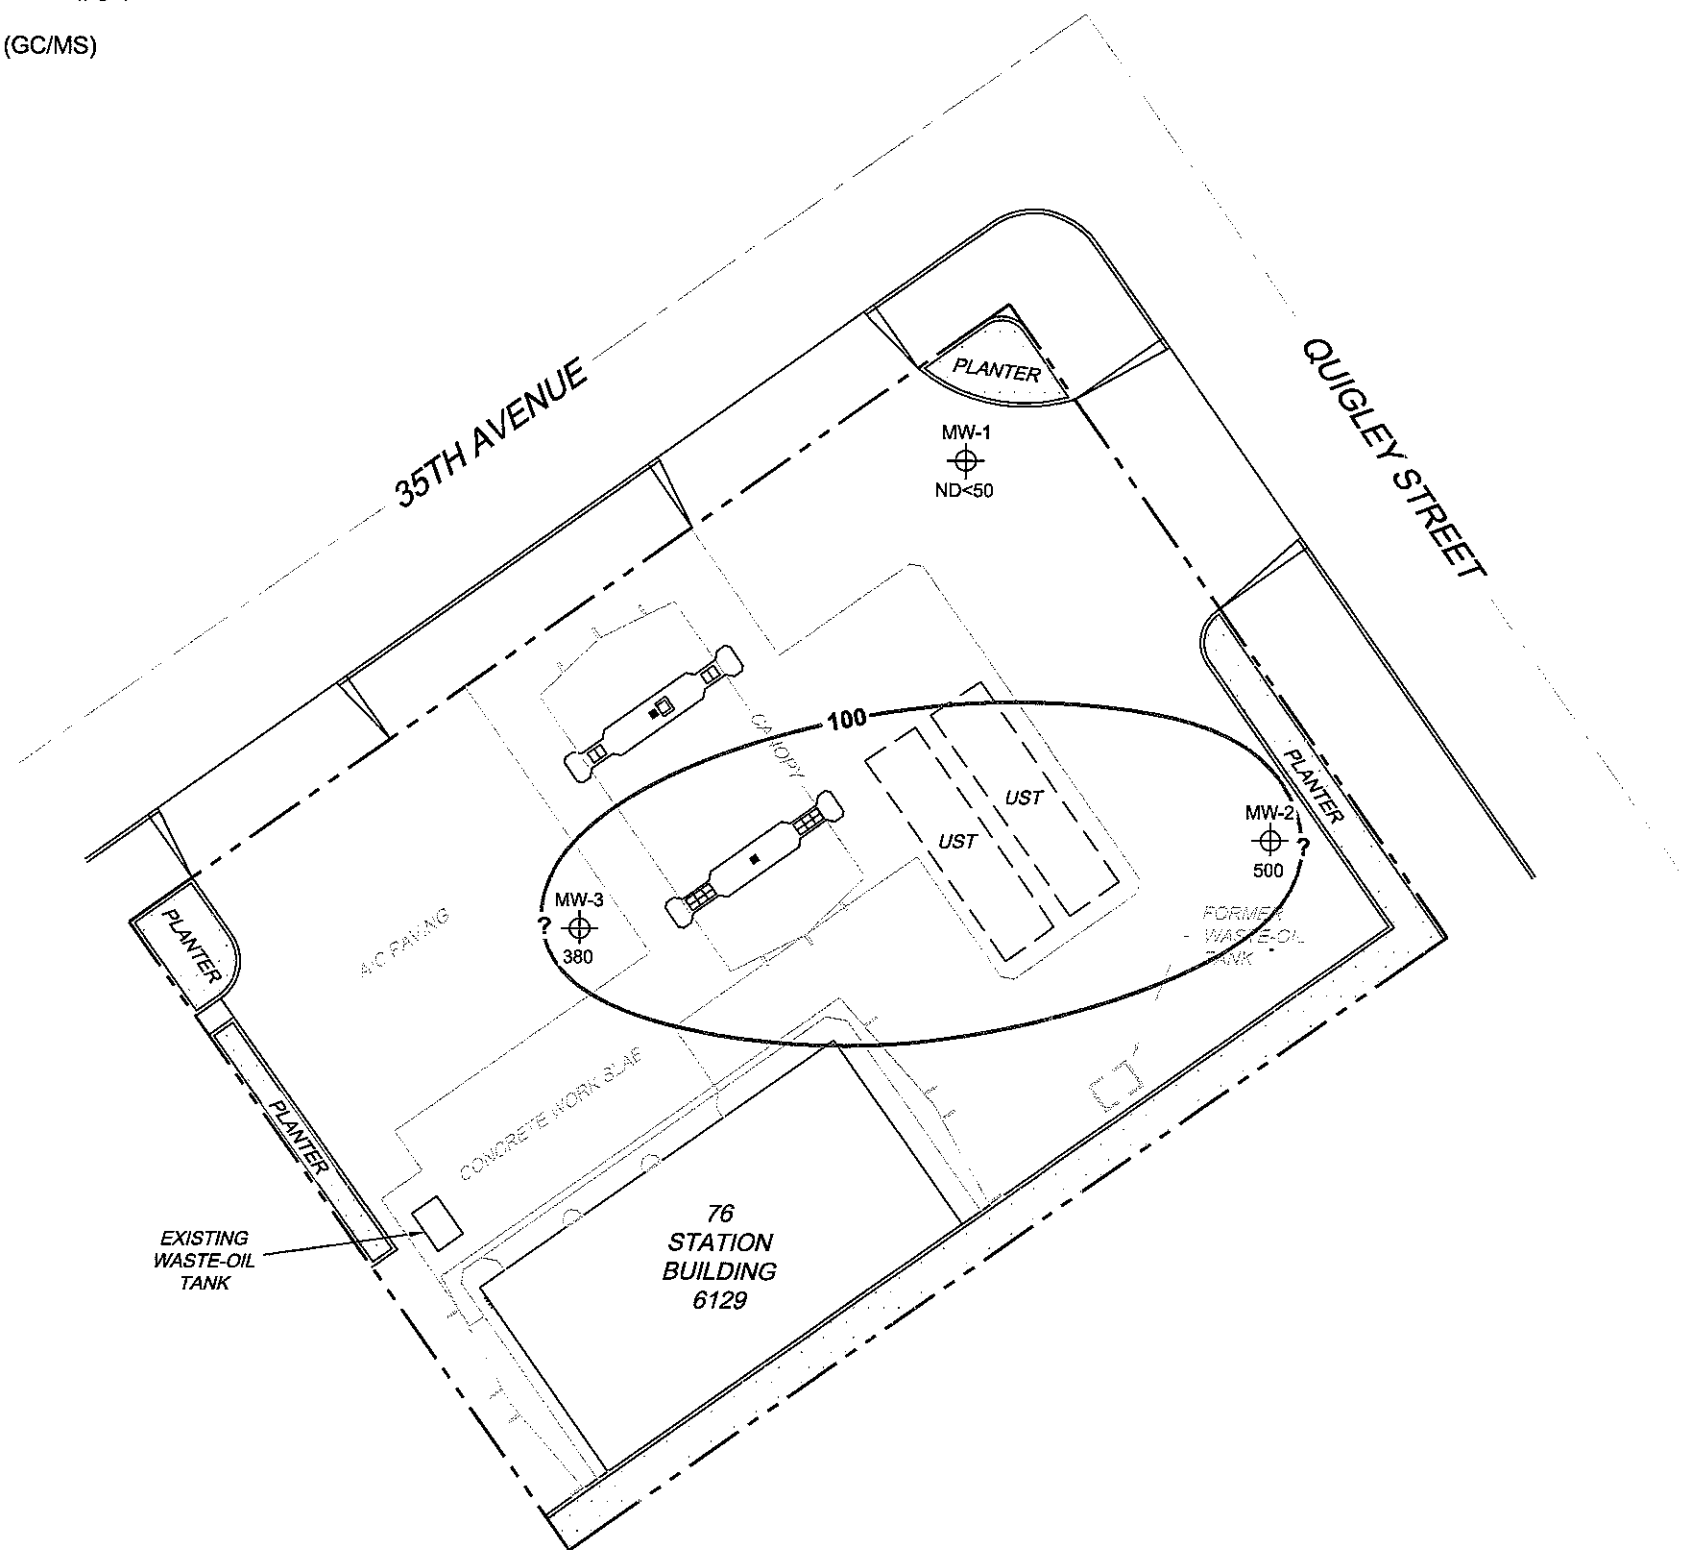 (GC/MS)
35TH AVENUE
QUIGLEY STREET
PLANTER
MW-1
ND<50
100
CANOPY
UST
UST
PLANTER
MW-2
?
500
MW-3
?
380
PLANTER
A/C PAVING
FORMER
WASTE-OIL
TANK
CONCRETE WORK SLAB
PLANTER
EXISTING
WASTE-OIL
TANK
76
STATION
BUILDING
6129